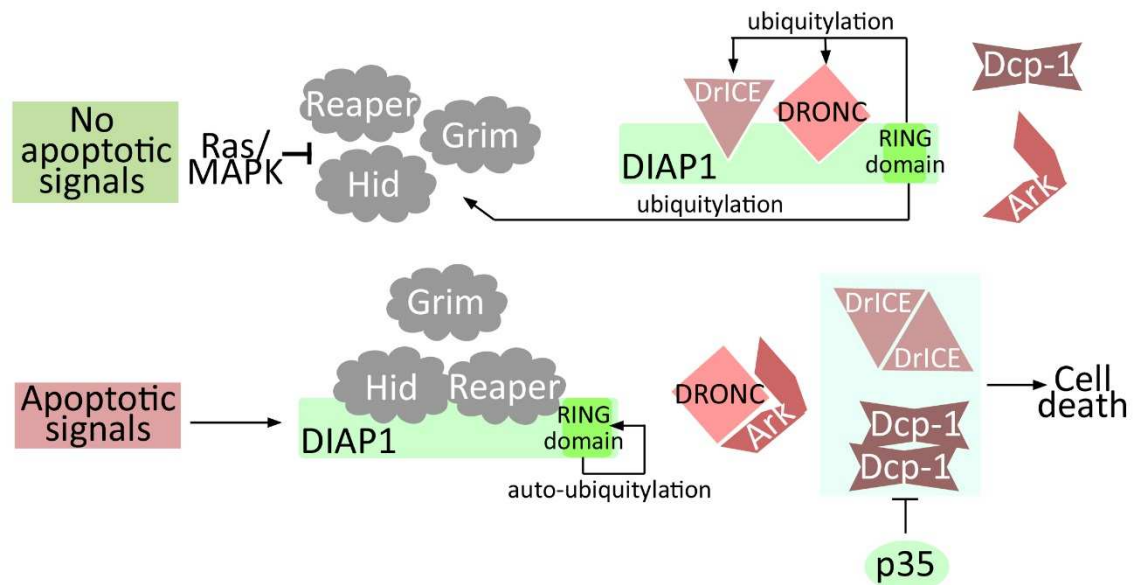 ubiquitylation
No
apoptotic
signals
Ras/
MAPK
Reaper
Grim
Hid
DrICE
DRONC
DIAP1
RING
domain
Dcp-1
Ark
ubiquitylation
Apoptotic
signals
Grim
Hid
Reaper
DIAP1
RING
domain
auto-ubiquitylation
DRONC
Ark
DrICE
DrICE
Dcp-1
Dcp-1
Cell
death
p35